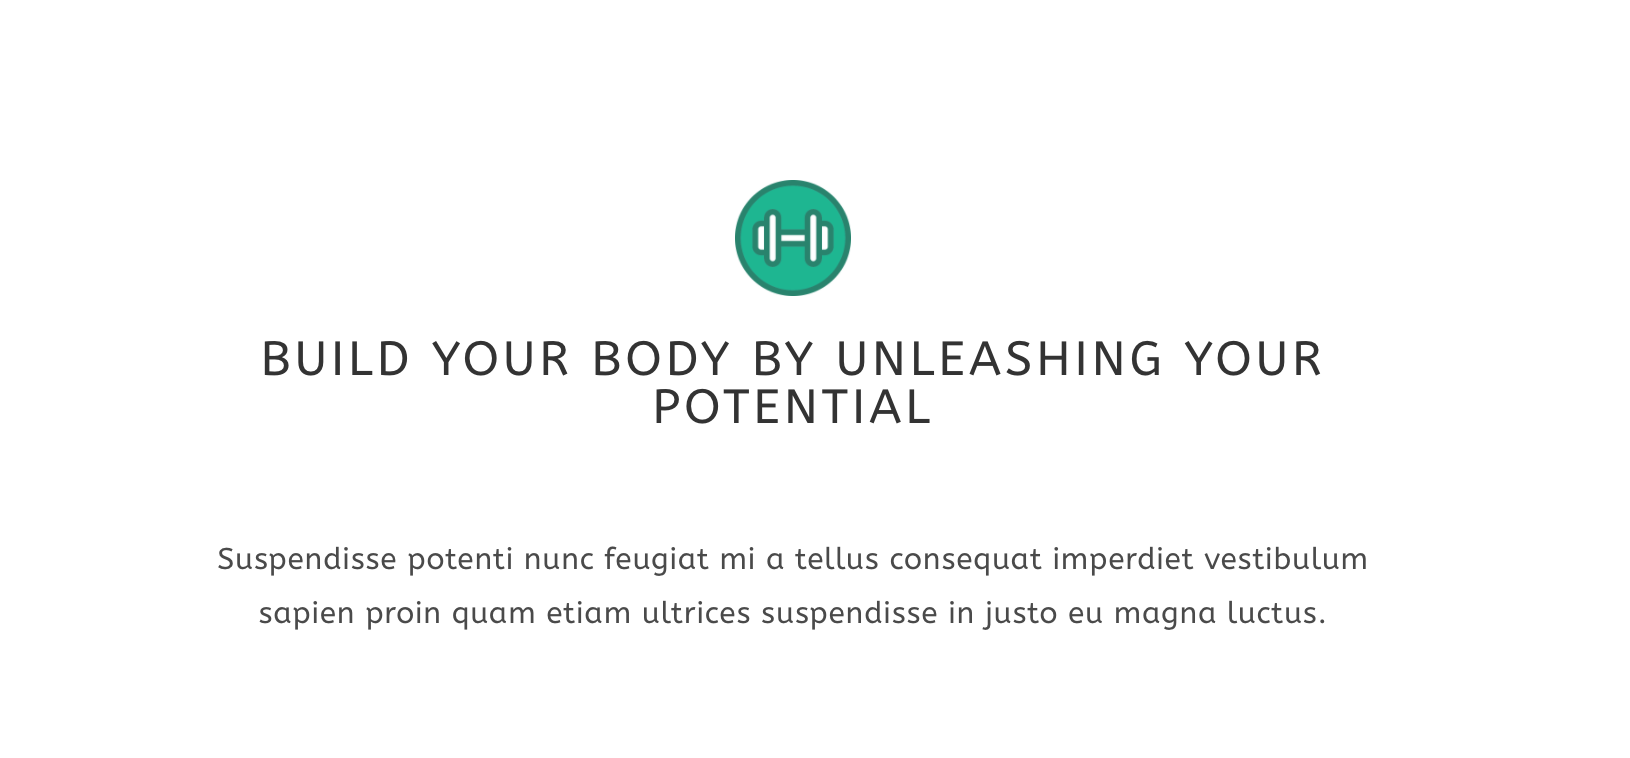 BUILD YOUR BODY BY UNLEASHING YOUR
POTENTIAL
Suspendisse potenti nunc feugiat mi a tellus consequat imperdiet vestibulum
sapien proin quam etiam ultrices suspendisse in justo eu magna luctus.